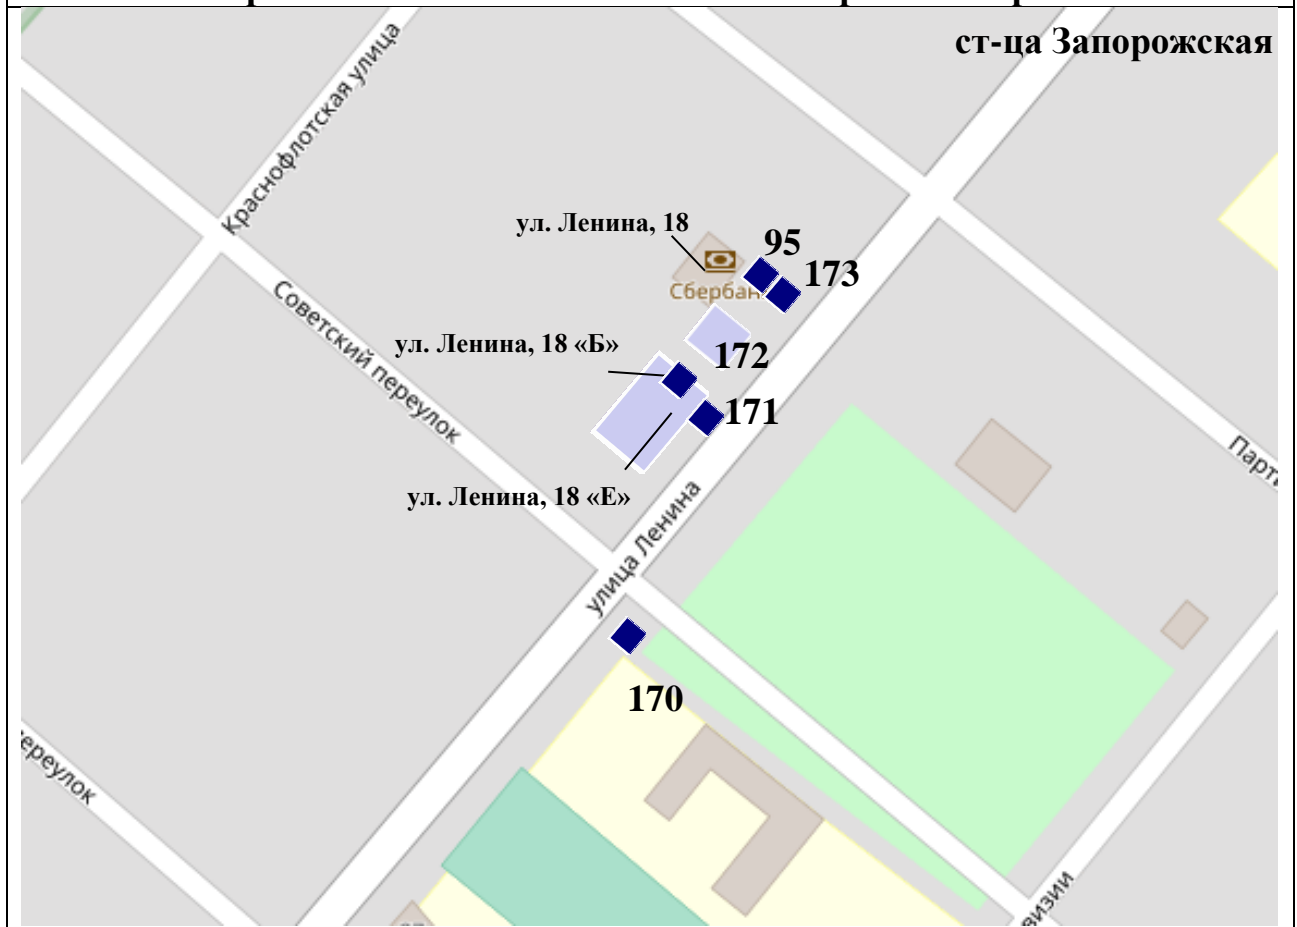 ст-ца Запорожская
Краснофлотская улица
ул. Ленина, 18
95
173
Сбербан
Советский переулок
ул. Ленина, 18 «Б»
172
171
Парти
ул. Ленина, 18 «Е»
улица Ленина
170
ереулок
визии